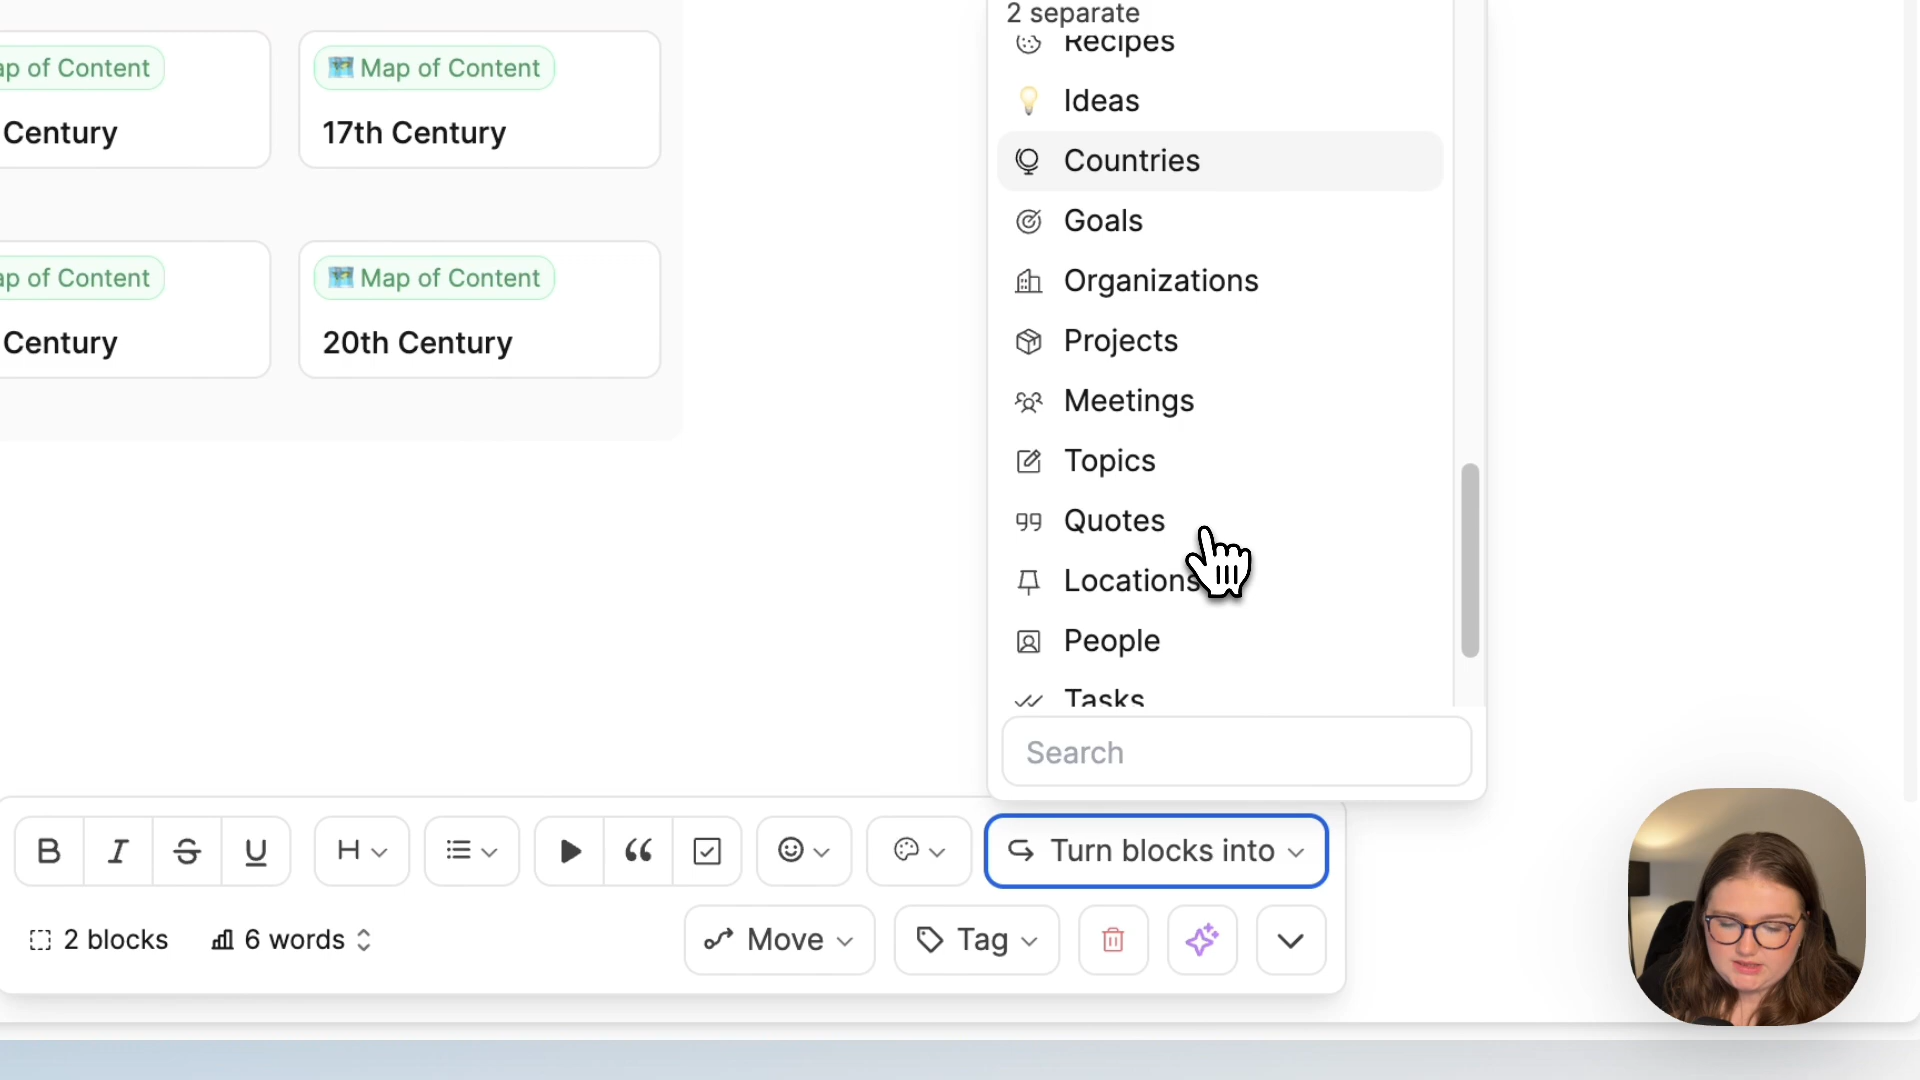 2 separate
Recipes
ap of Content
Map of Content
Ideas
Century
17th Century
Countries
Goals
ap of Content
Map of Content
Organizations
Century
20th Century
Projects
Meetings
Topics
Quotes
Locations
People
Tasks
Search
B I S U H Turn blocks into
2 blocks 6 words Move Tag